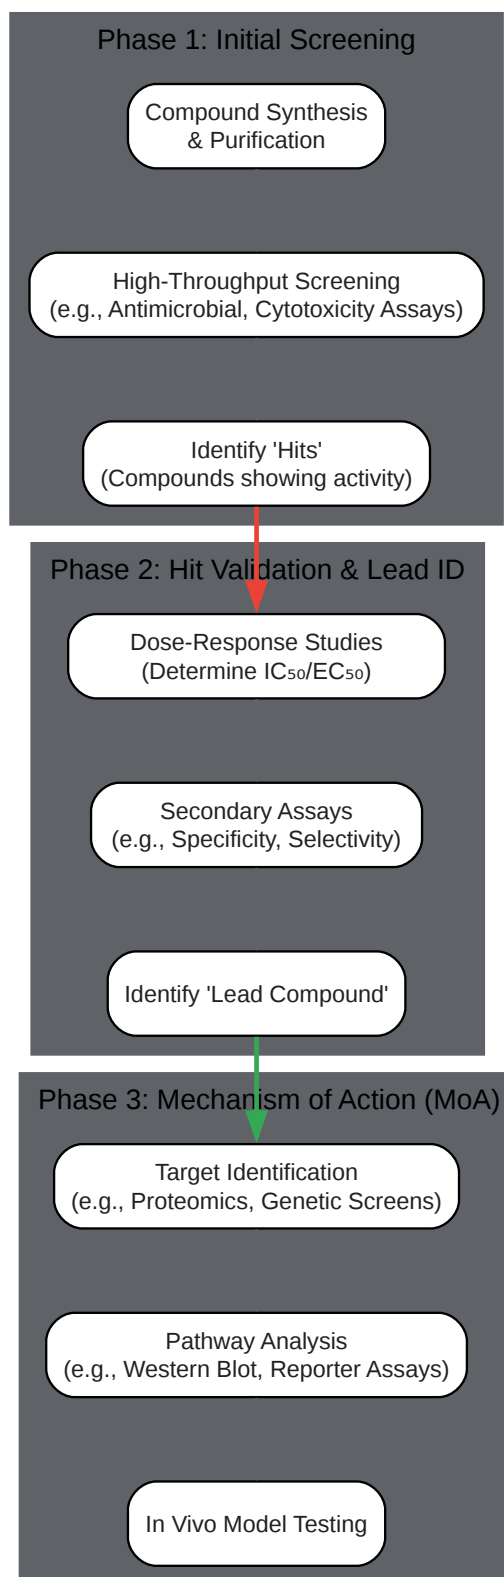 Phase 1: Initial Screening
Compound Synthesis
& Purification
High-Throughput Screening
(e.g., Antimicrobial, Cytotoxicity Assays)
Identify 'Hits'
(Compounds showing activity)
Phase 2: Hit Validation & Lead ID
Dose-Response Studies
(Determine IC₅₀/EC₅₀)
Secondary Assays
(e.g., Specificity, Selectivity)
Identify 'Lead Compound'
Phase 3: Mechanism of Action (MoA)
Target Identification
(e.g., Proteomics, Genetic Screens)
Pathway Analysis
(e.g., Western Blot, Reporter Assays)
In Vivo Model Testing